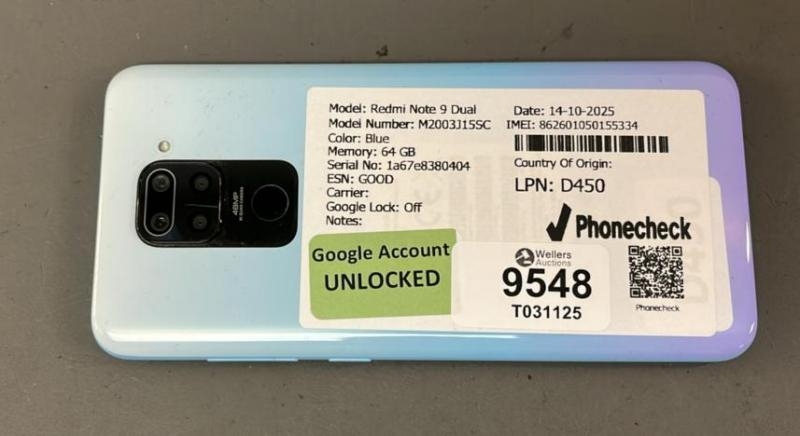 Model: Redmi Note 9 Dual
Model Number: M2003J15SC
Color: Blue
Memory: 64 GB
Serial No: 1a67e8380404
ESN: GOOD
Carrier:
Google Lock: Off
Notes:
Date: 14-10-2025
IMEI: 862601050155334
Country Of Origin:
LPN: D450
Phonecheck
Google Account
UNLOCKED
Wellers
Auctions
9548
T031125
Phonecheck
48MP